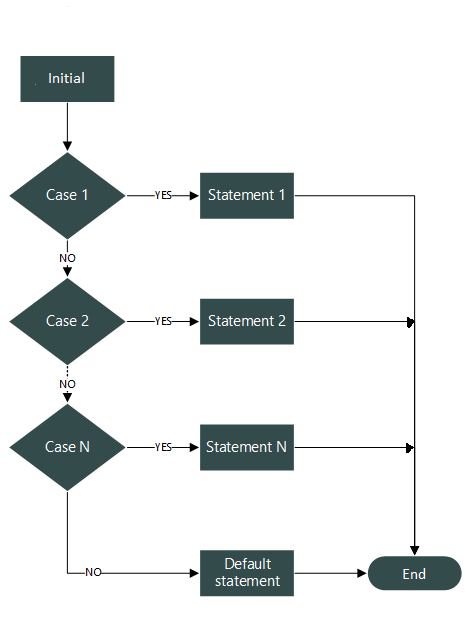 Initial
Case 1
YES
Statement 1
NO
Case 2
YES
Statement 2
NO
Case N
YES
Statement N
NO
Default
statement
End